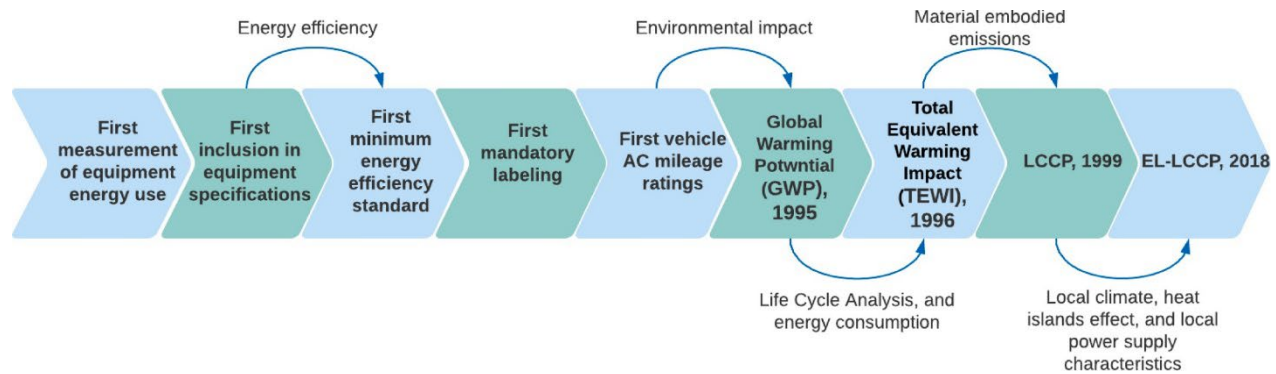 Energy efficiency
Environmental impact
Material embodied
emissions
First
measurement
of equipment
energy use
First
inclusion in
equipment
specifications
First
minimum
energy
efficiency
standard
First
mandatory
labeling
First vehicle
AC mileage
ratings
Global
Warming
Potwntial
(GWP),
1995
Total
Equivalent
Warming
Impact
(TEWI),
1996
LCCP, 1999
EL-LCCP, 2018
Life Cycle Analysis, and
energy consumption
Local climate, heat
islands effect, and local
power supply
characteristics